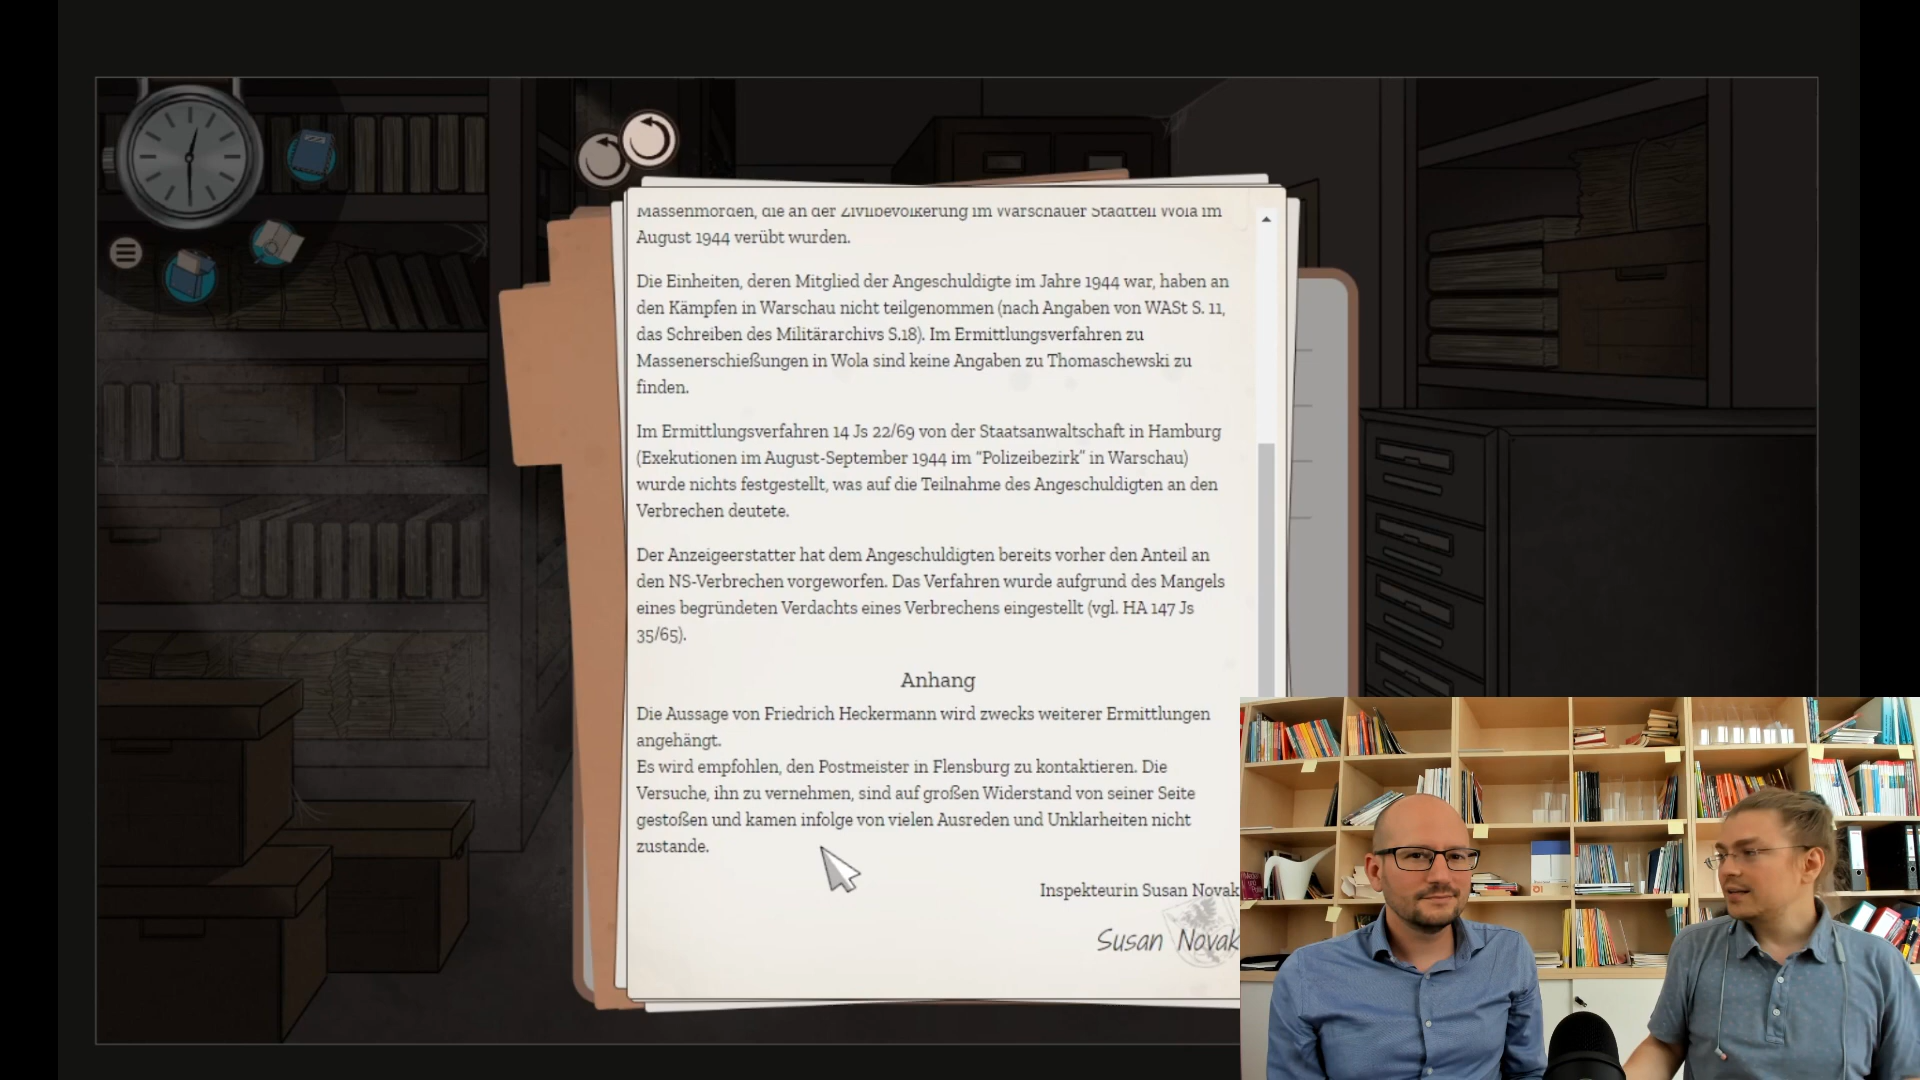 Massenmorden, die an der Zivilbevölkerung im Warschauer Stadtteil Wola im
August 1944 verübt wurden.
Die Einheiten, deren Mitglied der Angeschuldigte im Jahre 1944 war, haben an
den Kämpfen in Warschau nicht teilgenommen (nach Angaben von WASt S. 11,
das Schreiben des Militärarchivs S.18). Im Ermittlungsverfahren zu
Massenerschießungen in Wola sind keine Angaben zu Thomaschewski zu
finden.
Im Ermittlungsverfahren 14 Js 22/69 von der Staatsanwaltschaft in Hamburg
(Exekutionen im August-September 1944 im “Polizeibezirk” in Warschau)
wurde nichts festgestellt, was auf die Teilnahme des Angeschuldigten an den
Verbrechen deutete.
Der Anzeigeerstatter hat dem Angeschuldigten bereits vorher den Anteil an
den NS-Verbrechen vorgeworfen. Das Verfahren wurde aufgrund des Mangels
eines begründeten Verdachts eines Verbrechens eingestellt (vgl. HA 147 Js
35/65).
Anhang
Die Aussage von Friedrich Heckermann wird zwecks weiterer Ermittlungen
angehängt.
Es wird empfohlen, den Postmeister in Flensburg zu kontaktieren. Die
Versuche, ihn zu vernehmen, sind auf großen Widerstand von seiner Seite
gestoßen und kamen infolge von vielen Ausreden und Unklarheiten nicht
zustande.
Inspekteurin Susan Novak
Susan Novak